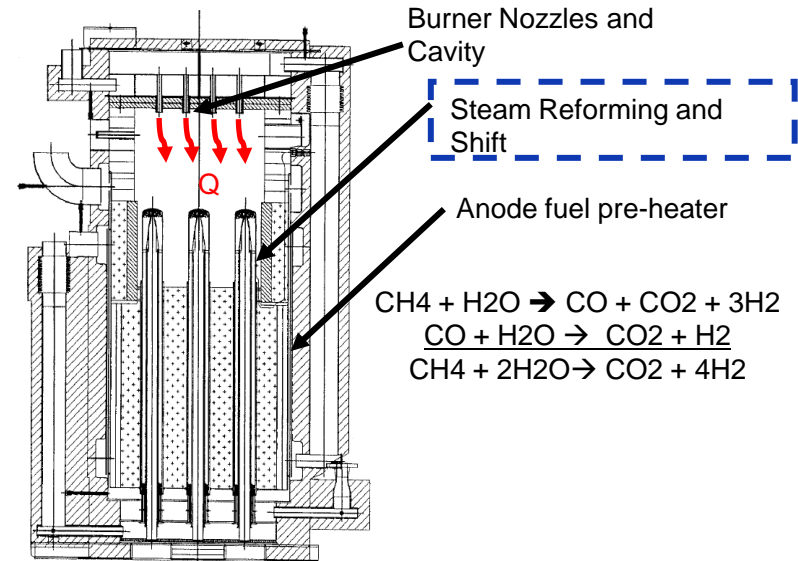 Burner Nozzles and
Cavity
Steam Reforming and
Shift
Q
Anode fuel pre-heater
CH4 + H2O → CO + CO2 + 3H2
CO + H2O → CO2 + H2
CH4 + 2H2O→ CO2 + 4H2